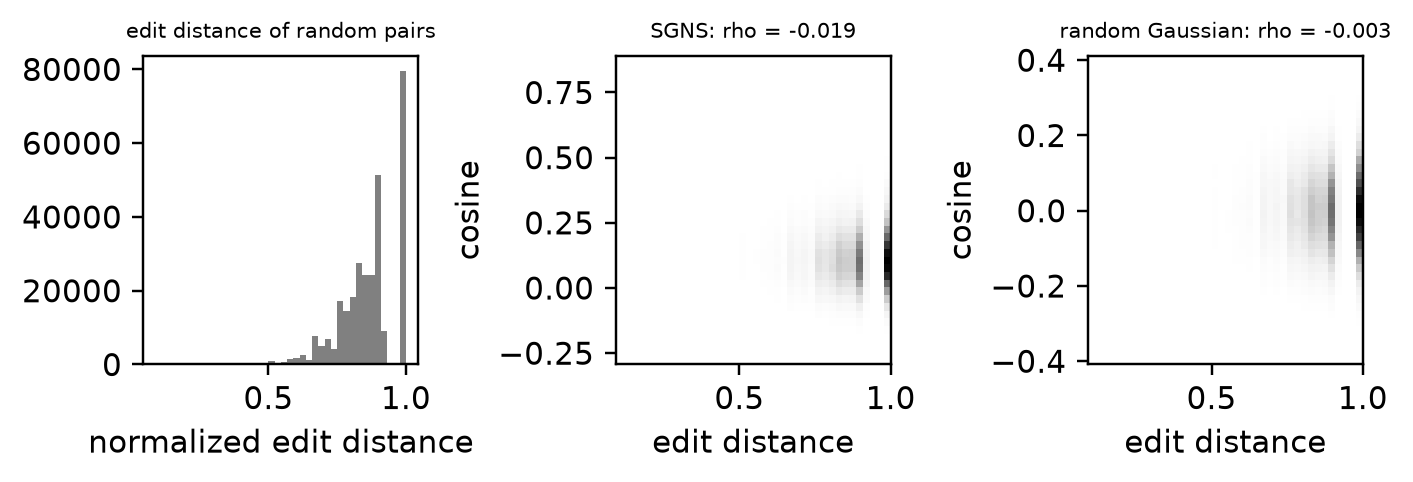 edit distance of random pairs
80000
60000
40000
20000
0
0.5
1.0
normalized edit distance
SGNS: rho = -0.019
cosine
0.75
0.50
0.25
0.00
−0.25
0.5
1.0
edit distance
random Gaussian: rho = -0.003
cosine
0.4
0.2
0.0
−0.2
−0.4
0.5
1.0
edit distance